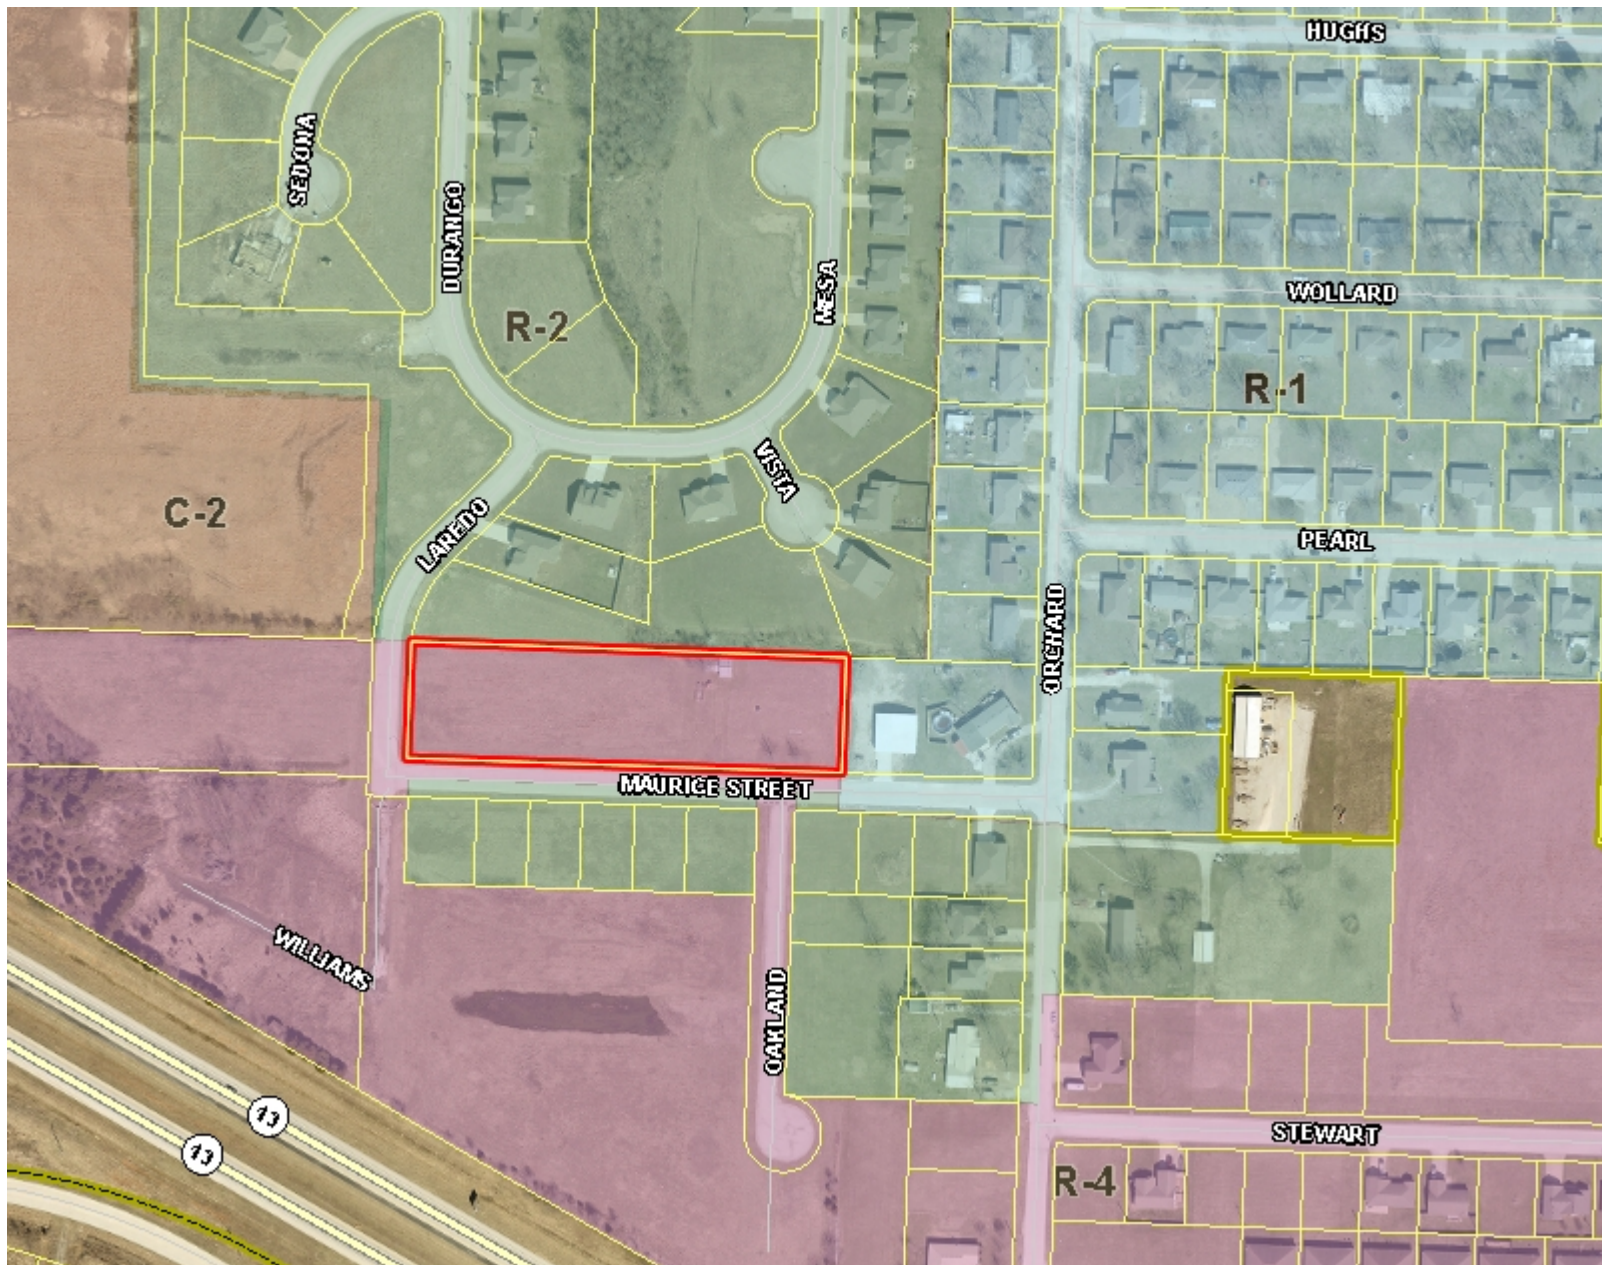 HUGHS
SEDONA
DURANGO
MESA
WOLLARD
R-2
R-1
VISTA
C-2
LAREDO
PEARL
ORCHARD
MAURICE STREET
WILLIAMS
OAKLAND
13
13
STEWART
R-4